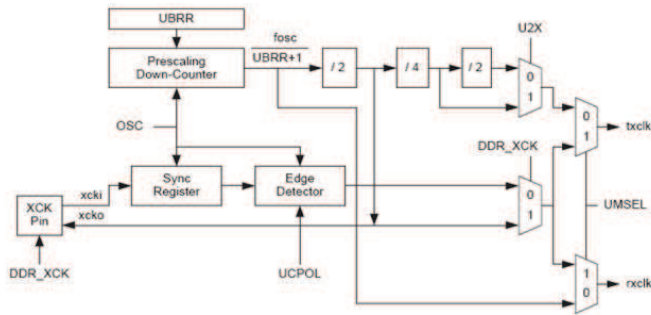 UBRR
U2X
fosc
Prescaling
Down-Counter
UBRR+1
/ 2
/ 4
/ 2
0
1
OSC
0
1
txclk
DDR_XCK
xcki
Sync
Register
Edge
Detector
0
1
XCK
Pin
xcko
UMSEL
DDR_XCK
UCPOL
1
0
rxclk